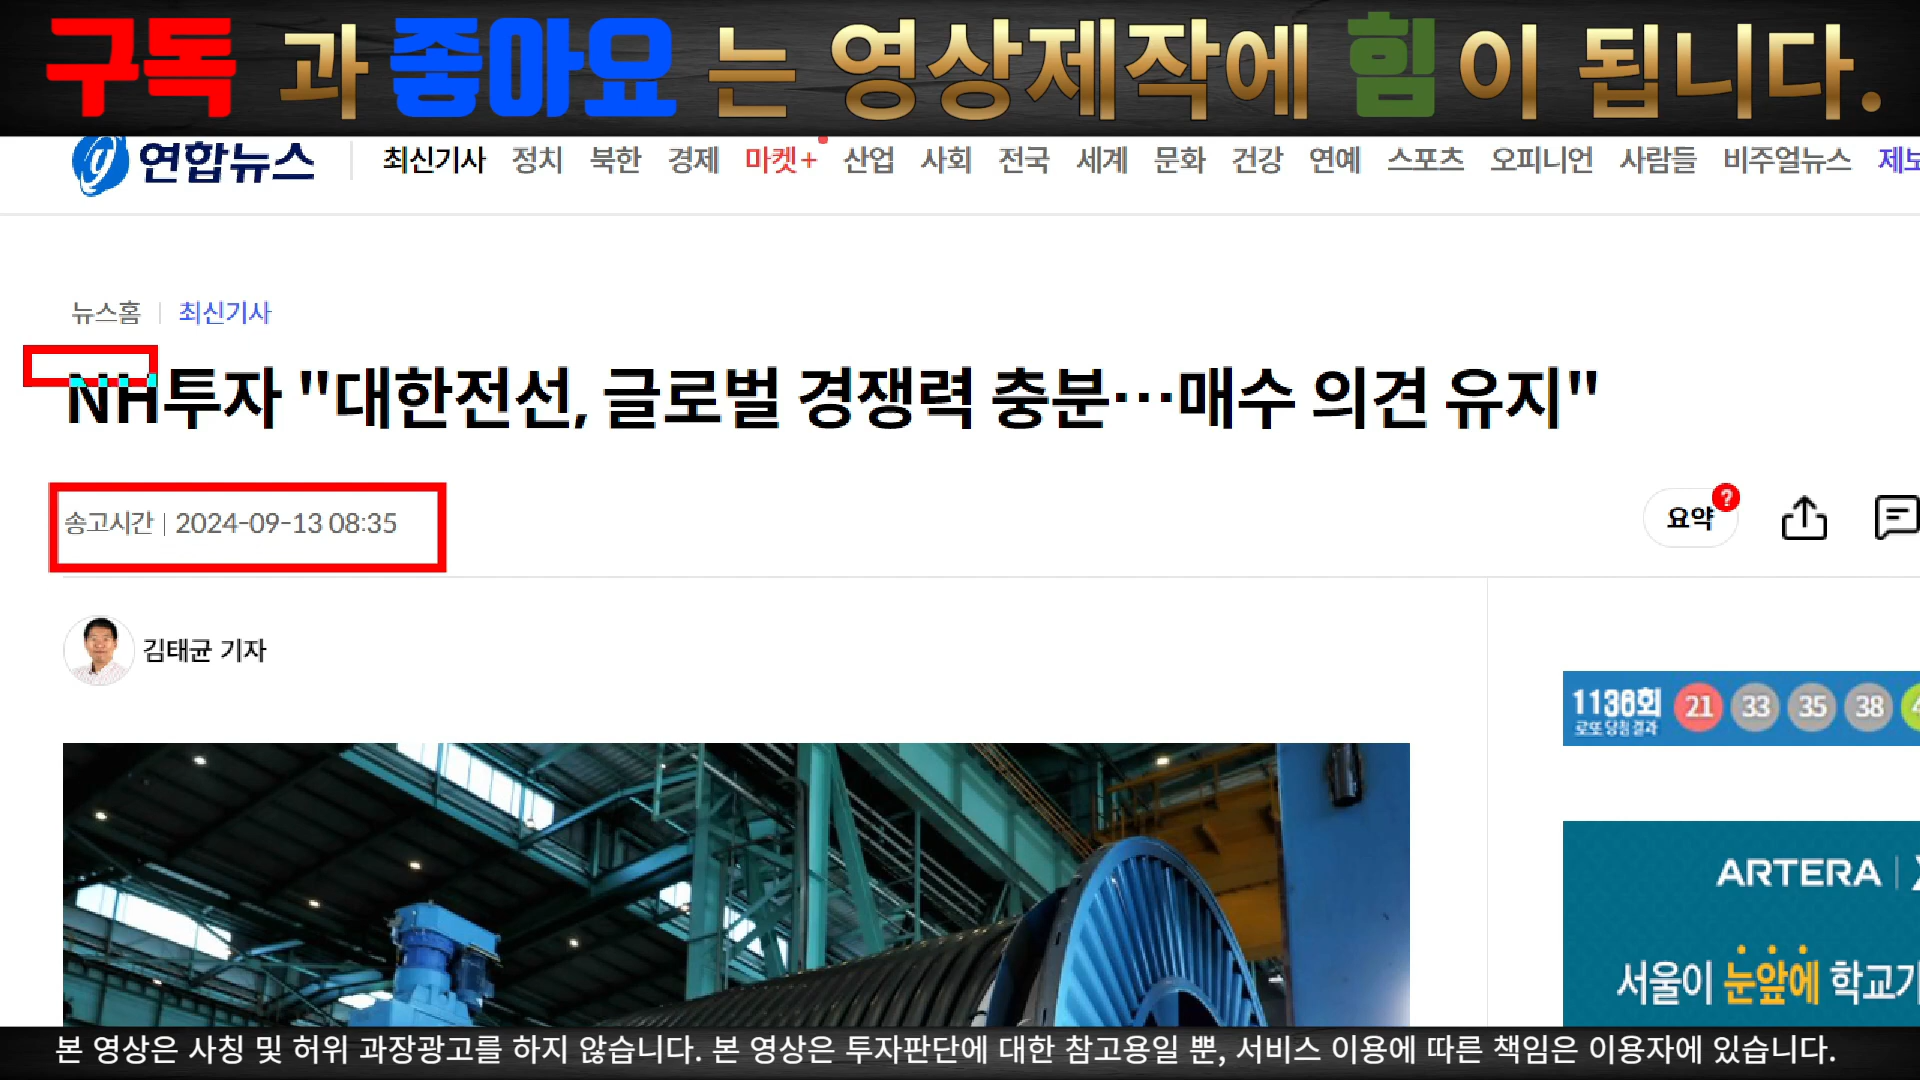 구독 과 좋아요 는 영상제작에 힘 이 됩니다.
연합뉴스 최신기사 정치 북한 경제 마켓+ 산업 사회 전국 세계 문화 건강 연예 스포츠 오피니언 사람들 비주얼뉴스 제보
뉴스홈 | 최신기사
NH투자 "대한전선, 글로벌 경쟁력 충분…매수 의견 유지"
송고시간 | 2024-09-13 08:35
요약 ?
김태균 기자
1136회 21 33 35 38
로또당첨결과
ARTERA
서울이 눈앞에 학교가
본 영상은 사칭 및 허위 과장광고를 하지 않습니다. 본 영상은 투자판단에 대한 참고용일 뿐, 서비스 이용에 따른 책임은 이용자에 있습니다.